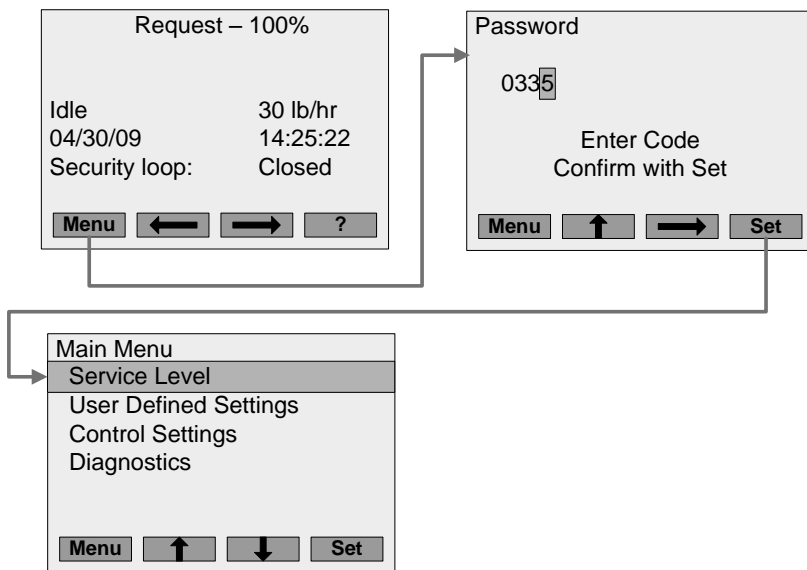 Request – 100%
Idle 30 lb/hr
04/30/09 14:25:22
Security loop: Closed
Menu ?
Password
0335
Enter Code
Confirm with Set
Menu Set
Main Menu
Service Level
User Defined Settings
Control Settings
Diagnostics
Menu Set